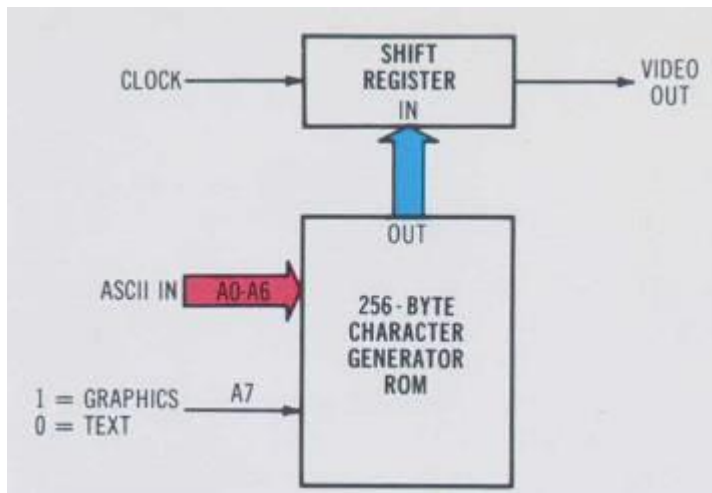 SHIFT
REGISTER
IN
CLOCK
VIDEO
OUT
OUT
ASCII IN
A0-A6
256-BYTE
CHARACTER
GENERATOR
ROM
A7
1 = GRAPHICS
0 = TEXT